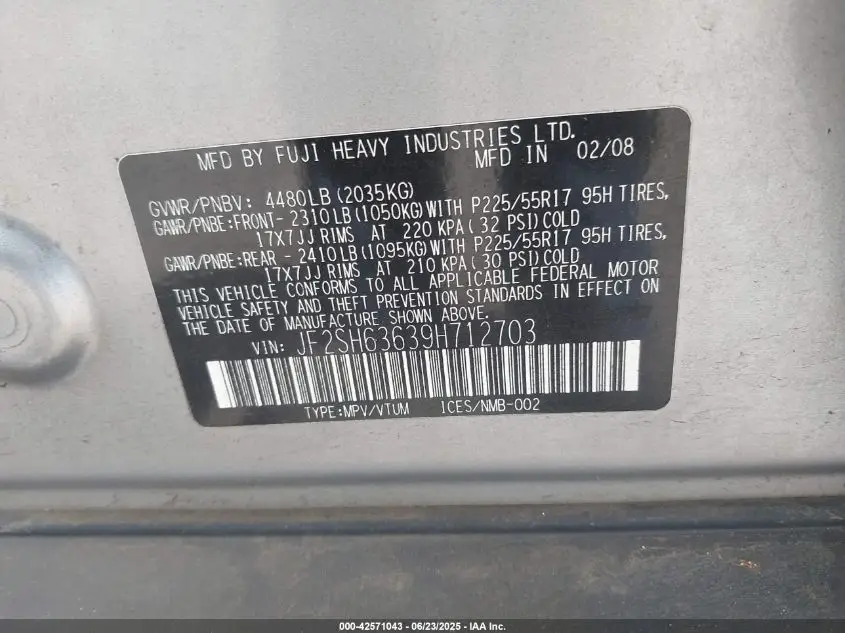 MFD BY FUJI HEAVY INDUSTRIES LTD.
MFD IN 02/08
GVWR/PNBV: 4480LB (2035KG)
GAWR/PNBE:FRONT- 2310LB (1050KG) WITH P225/55R17 95H TIRES,
17X7JJ RIMS AT 220 KPA (32 PSI) COLD
GAWR/PNBE:REAR - 2410LB (1095KG) WITH P225/55R17 95H TIRES,
17X7JJ RIMS AT 210 KPA (30 PSI) COLD
THIS VEHICLE CONFORMS TO ALL APPLICABLE FEDERAL MOTOR
VEHICLE SAFETY AND THEFT PREVENTION STANDARDS IN EFFECT ON
THE DATE OF MANUFACTURE SHOWN ABOVE.
VIN: JF2SH63639H712703
TYPE:MPV/VTUM ICES/NMB-002
000-42571043 - 06/23/2025 - IAA Inc.